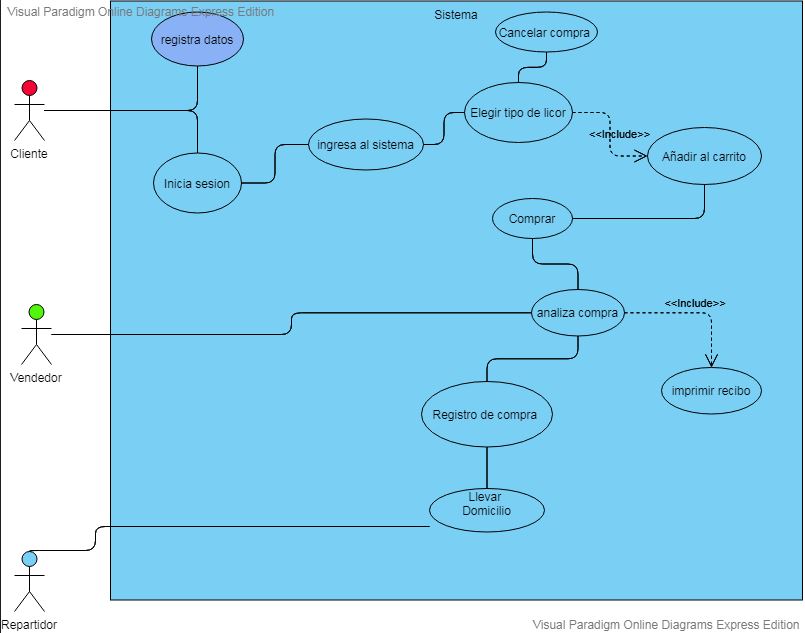 Visual Paradigm Online Diagrams Express Edition
Sistema
registra datos
Cancelar compra
Cliente
Elegir tipo de licor
<<Include>>
ingresa al sistema
Añadir al carrito
Inicia sesion
Comprar
<<Include>>
analiza compra
Vendedor
imprimir recibo
Registro de compra
Llevar
Domicilio
Repartidor
Visual Paradigm Online Diagrams Express Edition